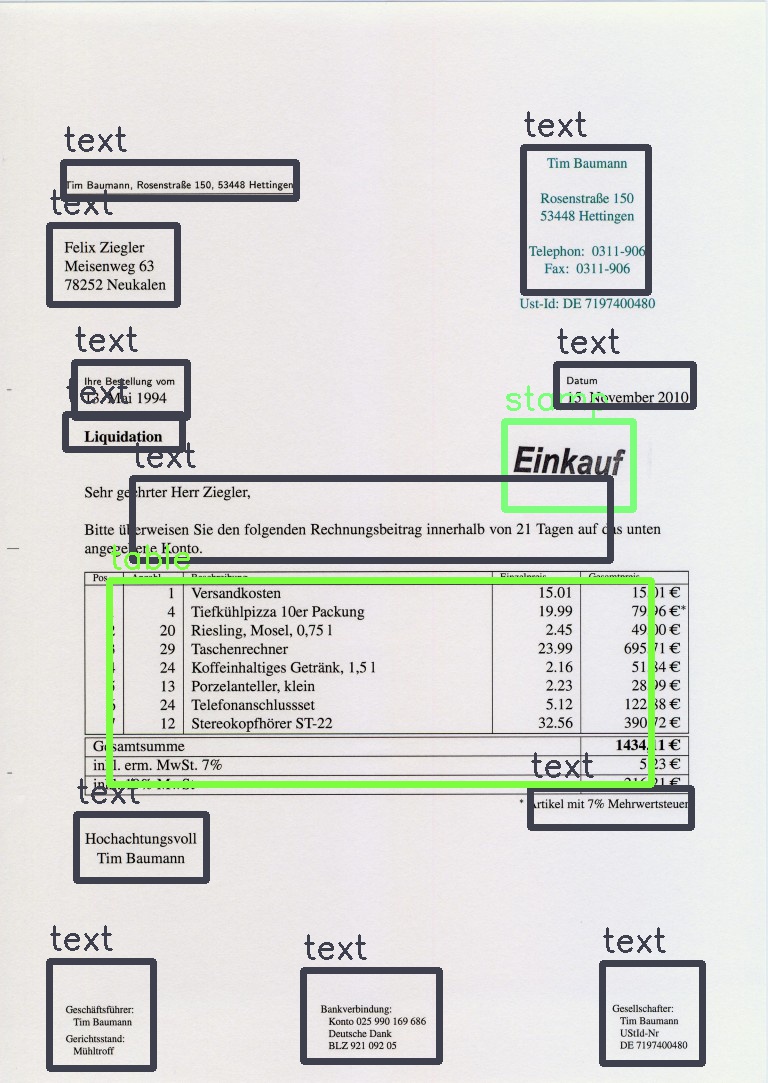 text
Tim Baumann, Rosenstraße 150, 53448 Hettingen
text
Felix Ziegler
Meisenweg 63
78252 Neukalen
text
Tim Baumann
Rosenstraße 150
53448 Hettingen
Telephon: 0311-906
Fax: 0311-906
Ust-Id: DE 7197400480
text
Ihre Bestellung vom
13. Mai 1994
text
Datum
15. November 2010
text
Liquidation
stamp
Einkauf
text
Sehr geehrter Herr Ziegler,
Bitte überweisen Sie den folgenden Rechnungsbeitrag innerhalb von 21 Tagen auf das unten
angegebene Konto.
table
Pos. Anzahl Beschreibung Einzelpreis Gesamtpreis
1 Versandkosten 15.01 15.01 €
4 Tiefkühlpizza 10er Packung 19.99 79.96 €*
2 20 Riesling, Mosel, 0,75 l 2.45 49.00 €
3 29 Taschenrechner 23.99 695.71 €
4 24 Koffeinhaltiges Getränk, 1,5 l 2.16 51.84 €
5 13 Porzelanteller, klein 2.23 28.99 €
6 24 Telefonanschlussset 5.12 122.88 €
7 12 Stereokopfhörer ST-22 32.56 390.72 €
Gesamtsumme 1434.11 €
inkl. erm. MwSt. 7% 5.23 €
inkl. MwSt. 216.21 €
text
* Artikel mit 7% Mehrwertsteuer
text
Hochachtungsvoll
Tim Baumann
text
Geschäftsführer:
Tim Baumann
Gerichtsstand:
Mühltroff
text
Bankverbindung:
Konto 025 990 169 686
Deutsche Dank
BLZ 921 092 05
text
Gesellschafter:
Tim Baumann
UStId-Nr
DE 7197400480